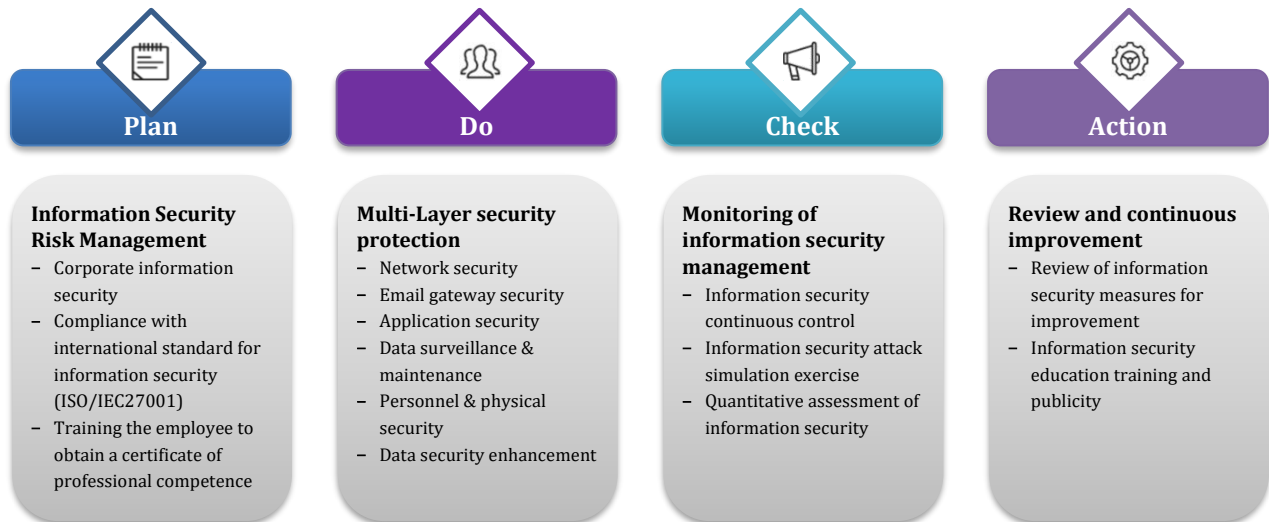 Plan
Information Security
Risk Management
– Corporate information
security
– Compliance with
international standard for
information security
(ISO/IEC27001)
– Training the employee to
obtain a certificate of
professional competence
Do
Multi-Layer security
protection
– Network security
– Email gateway security
– Application security
– Data surveillance &
maintenance
– Personnel & physical
security
– Data security enhancement
Check
Monitoring of
information security
management
– Information security
continuous control
– Information security attack
simulation exercise
– Quantitative assessment of
information security
Action
Review and continuous
improvement
– Review of information
security measures for
improvement
– Information security
education training and
publicity